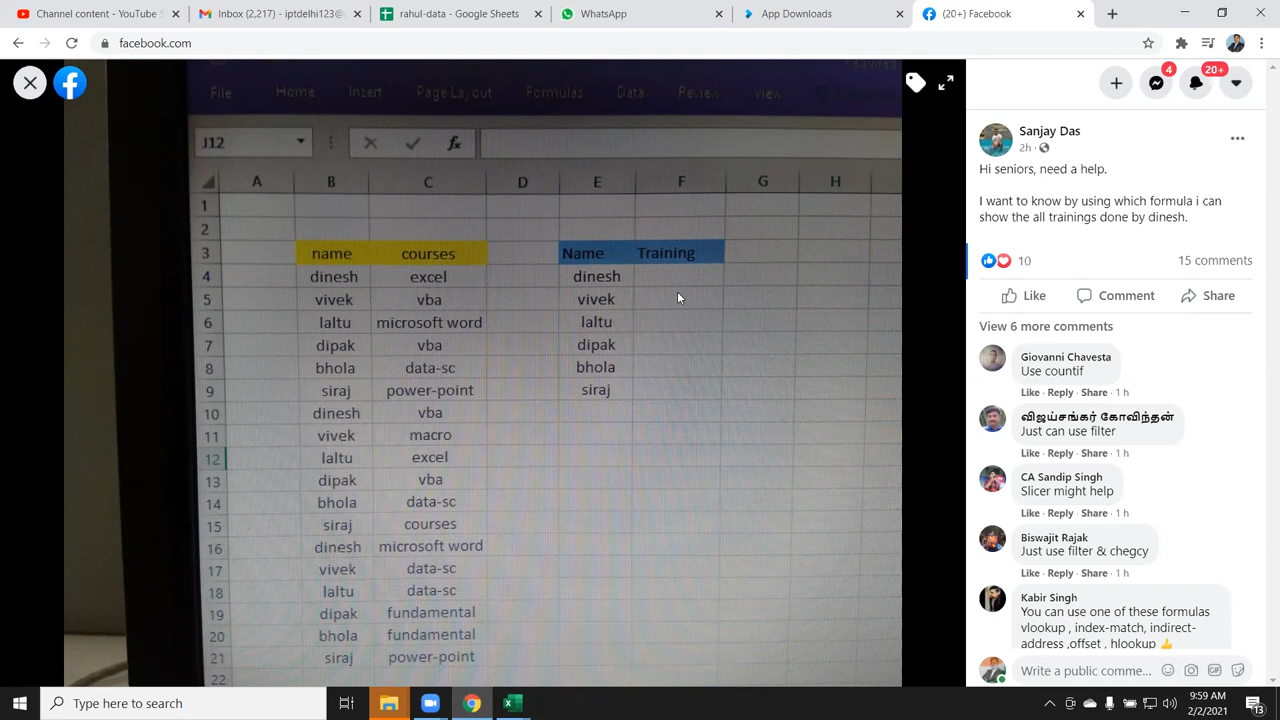 Channel content - YouTube S
Inbox (2,217) - iptdelhi123@
rahul-data - Google Sheets
WhatsApp
App Downloads
(20+) Facebook
facebook.com
File Home Insert Page Layout Formulas Data Review View
J12 fx
A B C D E F G H
1
2
3 name courses Name Training
4 dinesh excel dinesh
5 vivek vba vivek
6 laltu microsoft word laltu
7 dipak vba dipak
8 bhola data-sc bhola
9 siraj power-point siraj
10 dinesh vba
11 vivek macro
12 laltu excel
13 dipak vba
14 bhola data-sc
15 siraj courses
16 dinesh microsoft word
17 vivek data-sc
18 laltu data-sc
19 dipak fundamental
20 bhola fundamental
21 siraj power-point
22
4 20+
Sanjay Das
2h
Hi seniors, need a help.
I want to know by using which formula i can
show the all trainings done by dinesh.
10 15 comments
Like Comment Share
View 6 more comments
Giovanni Chavesta
Use countif
Like · Reply · Share · 1 h
விஜய்சங்கர் கோவிந்தன்
Just can use filter
Like · Reply · Share · 1 h
CA Sandip Singh
Slicer might help
Like · Reply · Share · 1 h
Biswajit Rajak
Just use filter & chegcy
Like · Reply · Share · 1 h
Kabir Singh
You can use one of these formulas
vlookup , index-match, indirect-
address ,offset , hlookup 👍
Write a public comme...
GIF
Type here to search
9:59 AM
2/2/2021
13